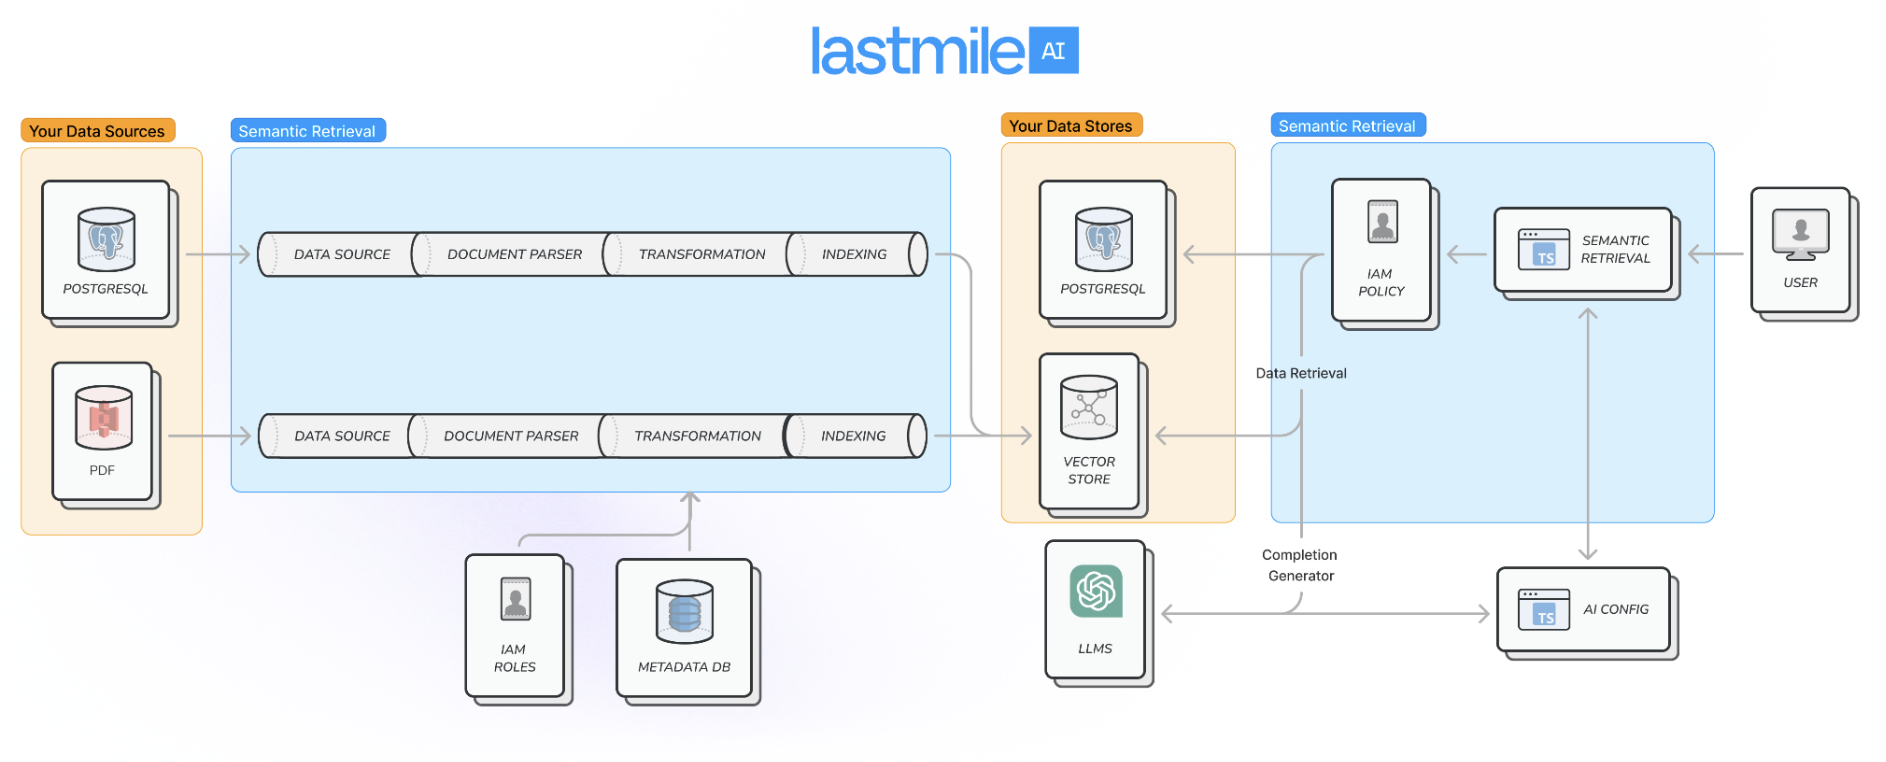 lastmile AI
Your Data Sources
Semantic Retrieval
Your Data Stores
Semantic Retrieval
POSTGRESQL
DATA SOURCE
DOCUMENT PARSER
TRANSFORMATION
INDEXING
POSTGRESQL
IAM
POLICY
TS
SEMANTIC
RETRIEVAL
USER
PDF
DATA SOURCE
DOCUMENT PARSER
TRANSFORMATION
INDEXING
VECTOR
STORE
Data Retrieval
IAM
ROLES
METADATA DB
LLMS
Completion
Generator
TS
AI CONFIG